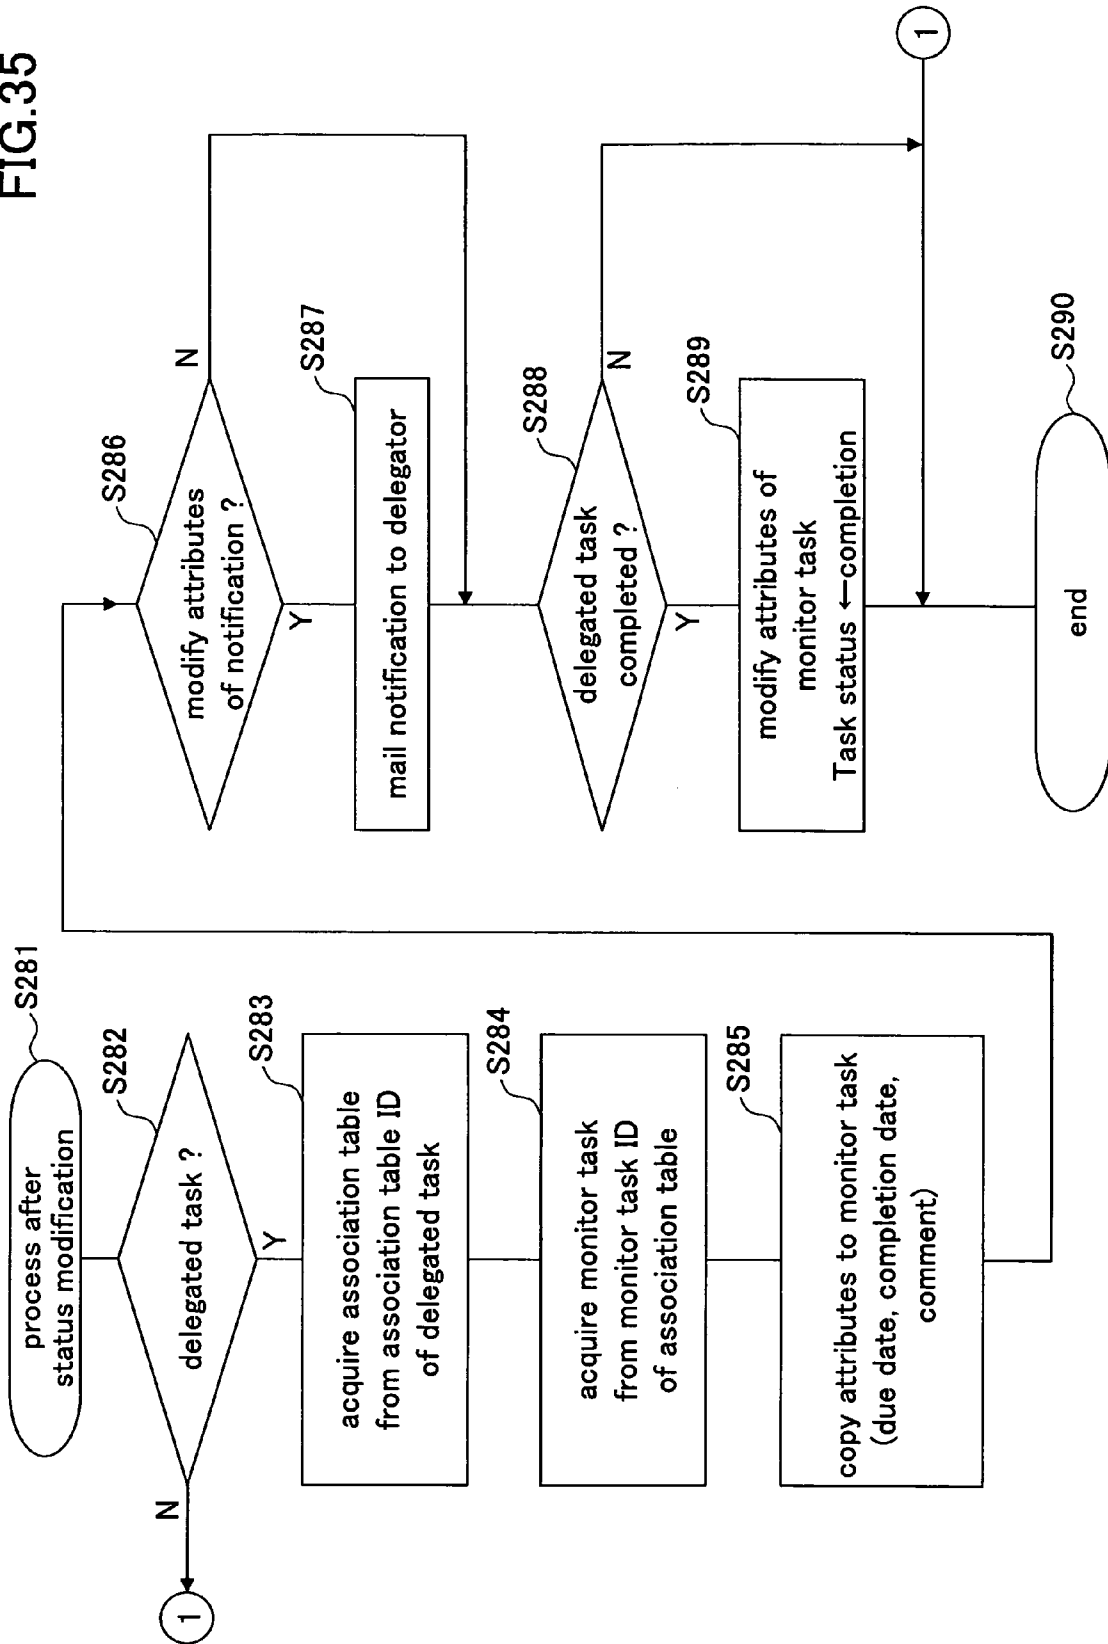 FIG.35
process after
status modification
S281
delegated task ?
S282
N
1
Y
acquire association table
from association table ID
of delegated task
S283
acquire monitor task
from monitor task ID
of association table
S284
copy attributes to monitor task
(due date, completion date,
comment)
S285
modify attributes
of notification ?
S286
N
Y
mail notification to delegator
S287
delegated task
completed ?
S288
N
Y
modify attributes of
monitor task
Task status ←completion
S289
1
end
S290